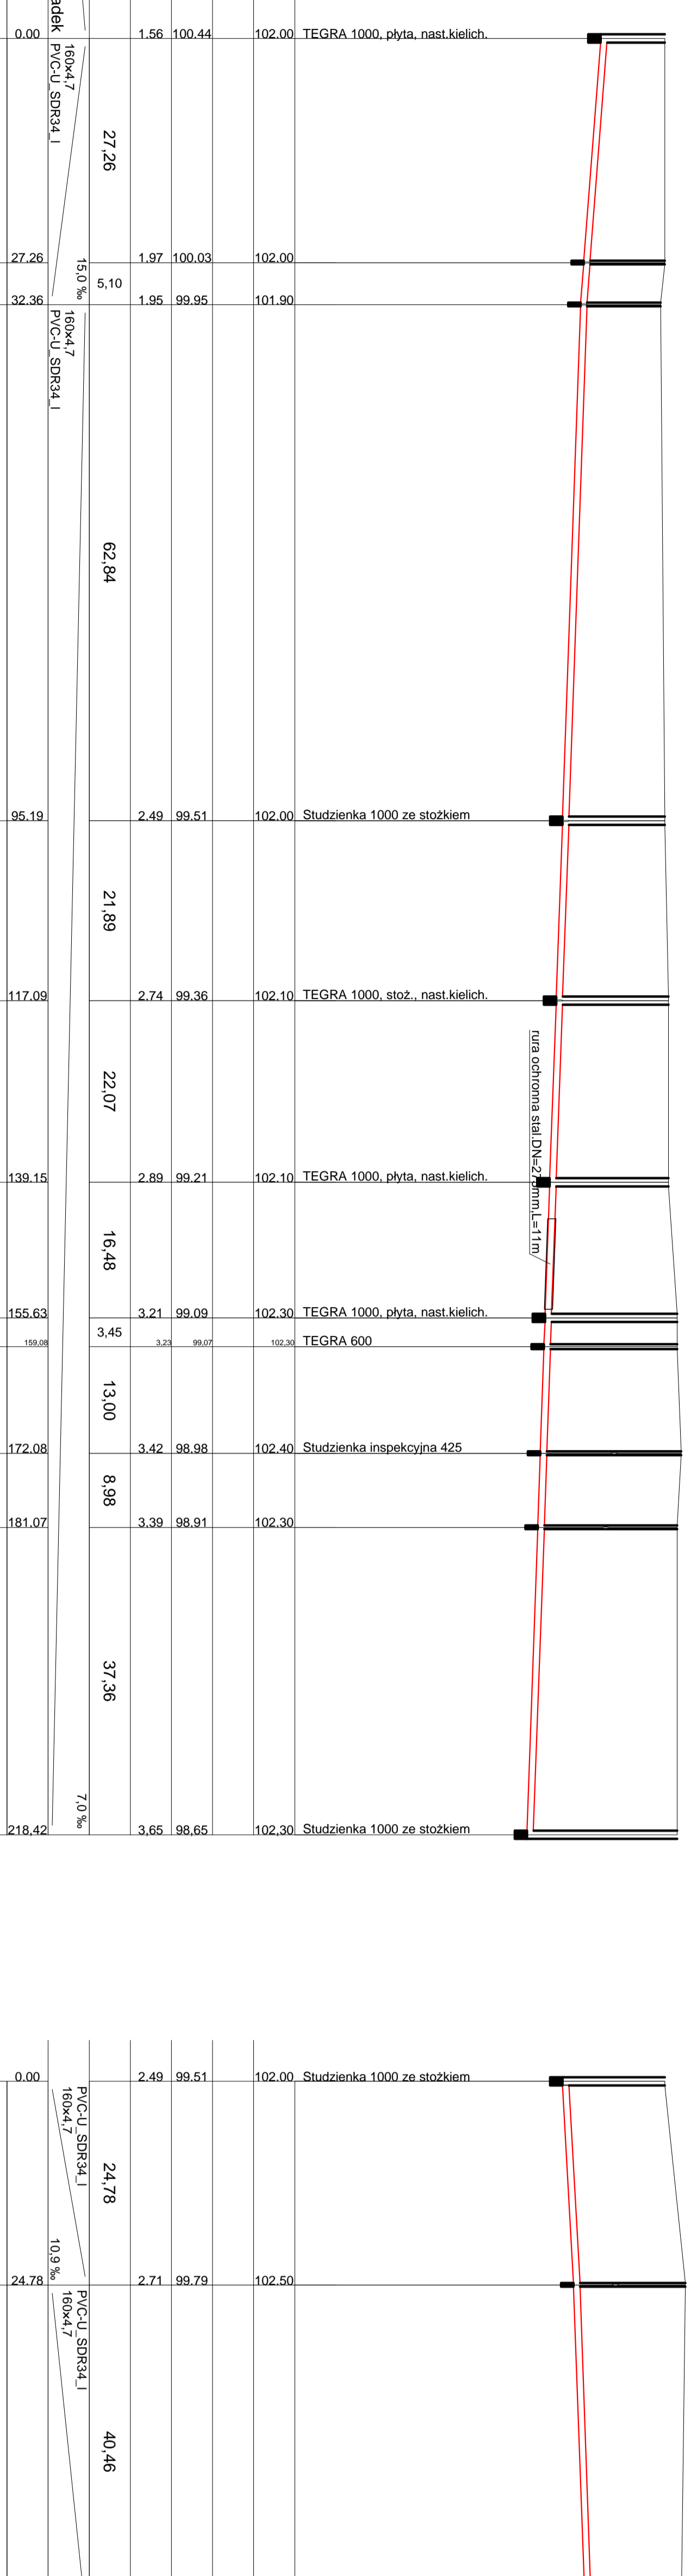 adek
0.00 1.56 100.44 102.00 TEGRA 1000, płyta, nast.kielich.
160x4,7
PVC-U_SDR34_I
27,26
27.26 15,0 ‰ 1.97 100.03 102.00
5,10
32.36 1.95 99.95 101.90
160x4,7
PVC-U_SDR34_I
62,84
95.19 2.49 99.51 102.00 Studzienka 1000 ze stożkiem
21,89
117.09 2.74 99.36 102.10 TEGRA 1000, stoż., nast.kielich.
rura ochronna stal.DN=273mm,L=11m
22,07
139.15 2.89 99.21 102.10 TEGRA 1000, płyta, nast.kielich.
16,48
155.63 3.21 99.09 102.30 TEGRA 1000, płyta, nast.kielich.
3,45
159,08 3,23 99,07 102,30 TEGRA 600
13,00
172.08 3.42 98.98 102.40 Studzienka inspekcyjna 425
8,98
181.07 3.39 98.91 102.30
37,36
7,0 ‰
218,42 3,65 98,65 102,30 Studzienka 1000 ze stożkiem
0.00 2.49 99.51 102.00 Studzienka 1000 ze stożkiem
PVC-U_SDR34_I
160x4,7
24,78
10,9 ‰
24.78 2.71 99.79 102.50
PVC-U_SDR34_I
160x4,7
40,46